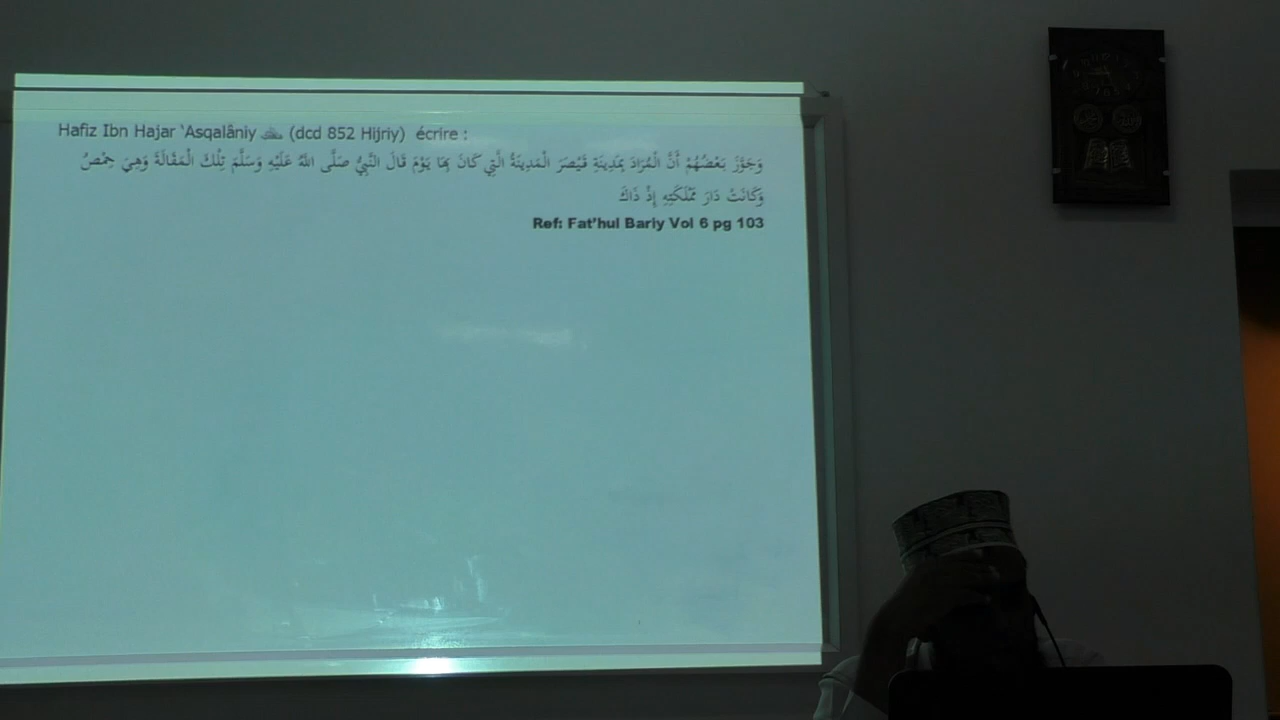 Hafiz Ibn Hajar ‘Asqalâniy (dcd 852 Hijriy) écrire :
وَجَوَّزَ بَعْضُهُمْ أَنَّ الْمُرَادَ بِمَدِينَةِ قَيْصَرَ الْمَدِينَةُ الَّتِي كَانَ بِهَا يَوْمَ قَالَ النَّبِيُّ صَلَّى اللَّهُ عَلَيْهِ وَسَلَّمَ تِلْكَ الْمَقَالَةَ وَهِيَ حِمْصُ
وَكَانَتْ دَارَ مَمْلَكَتِهِ إِذْ ذَاكَ
Ref: Fat’hul Bariy Vol 6 pg 103